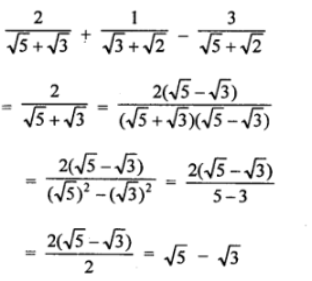 2/(√5+√3) + 1/(√3+√2) − 3/(√5+√2)
= 2/(√5+√3) = 2(√5−√3)/((√5+√3)(√5−√3))
= 2(√5−√3)/((√5)²−(√3)²) = 2(√5−√3)/(5−3)
= 2(√5−√3)/2 = √5 − √3